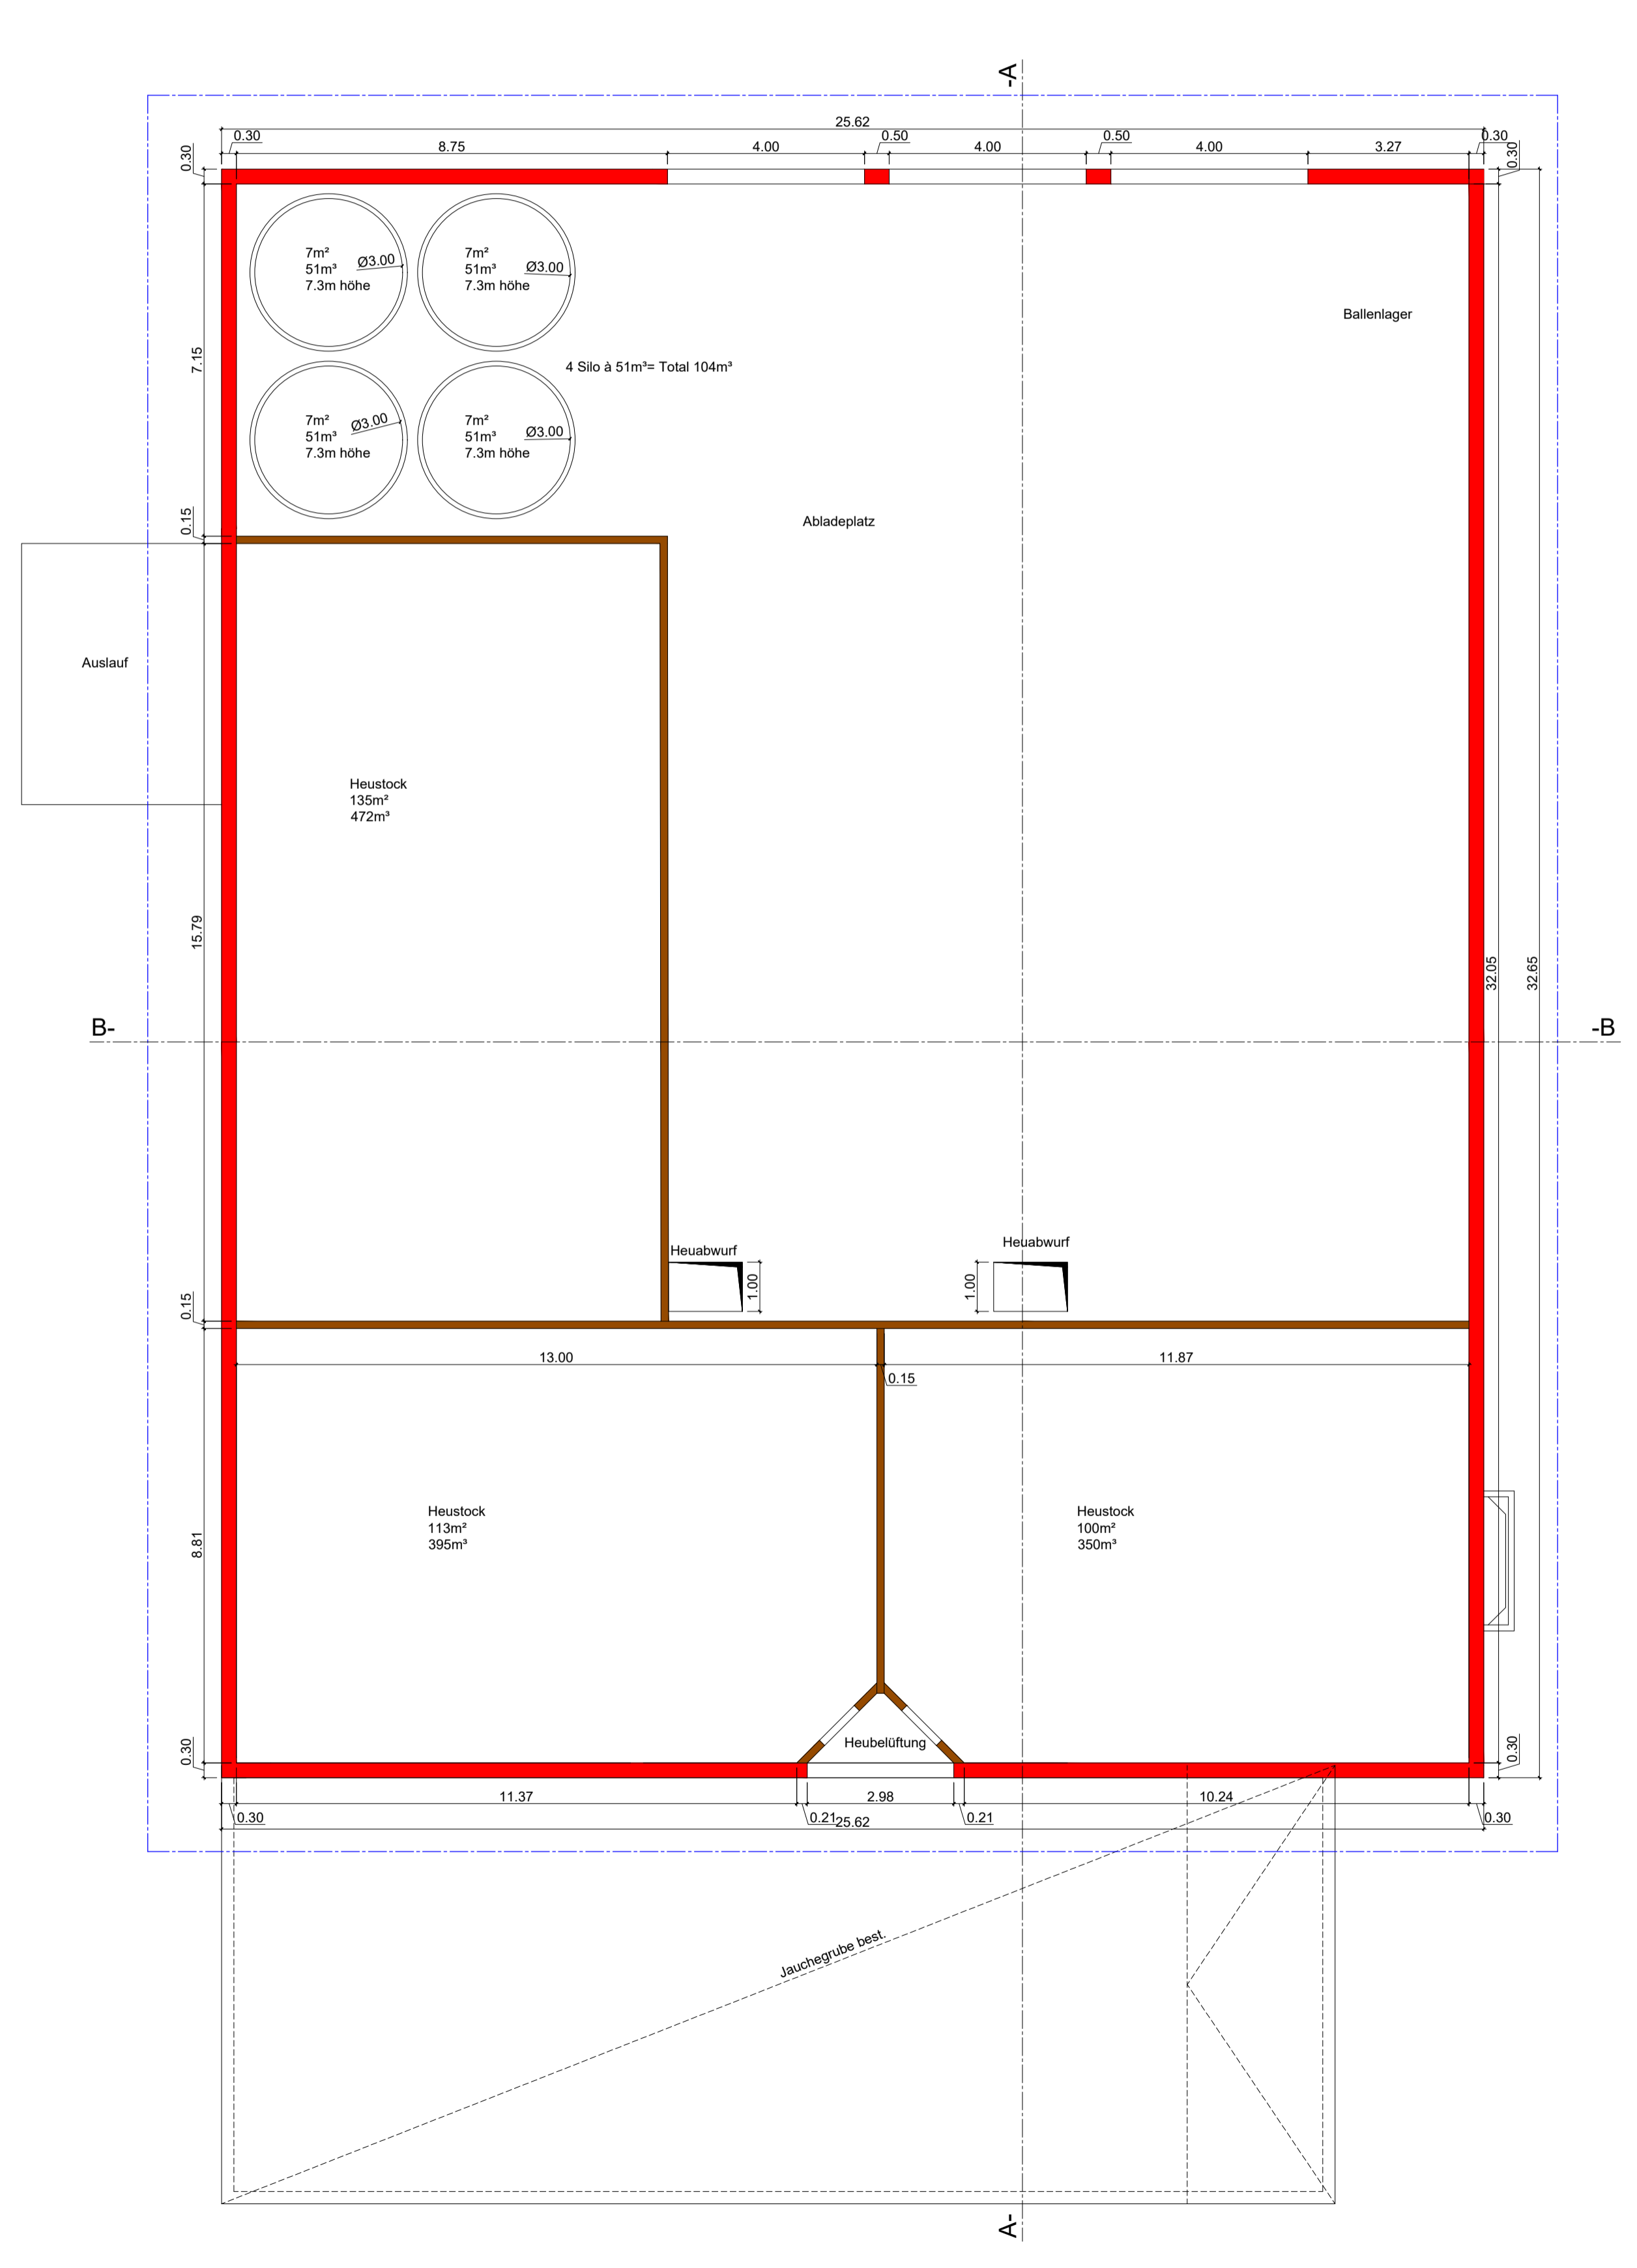 -A
25.62
0.30
0.50
0.50
0.30
0.30
8.75
4.00
4.00
4.00
3.27
0.30
7m²
51m³
7.3m höhe
Ø3.00
7m²
51m³
7.3m höhe
Ø3.00
Ballenlager
7.15
4 Silo à 51m³= Total 104m³
7m²
51m³
7.3m höhe
Ø3.00
7m²
51m³
7.3m höhe
Ø3.00
0.15
Abladeplatz
Auslauf
Heustock
135m²
472m³
15.79
32.05
32.65
B-
-B
Heuabwurf
Heuabwurf
1.00
1.00
0.15
13.00
11.87
0.15
Heustock
113m²
395m³
Heustock
100m²
350m³
8.81
Heubelüftung
0.30
0.30
11.37
2.98
10.24
0.30
0.21
0.21
0.30
25.62
Jauchegrube best.
A-